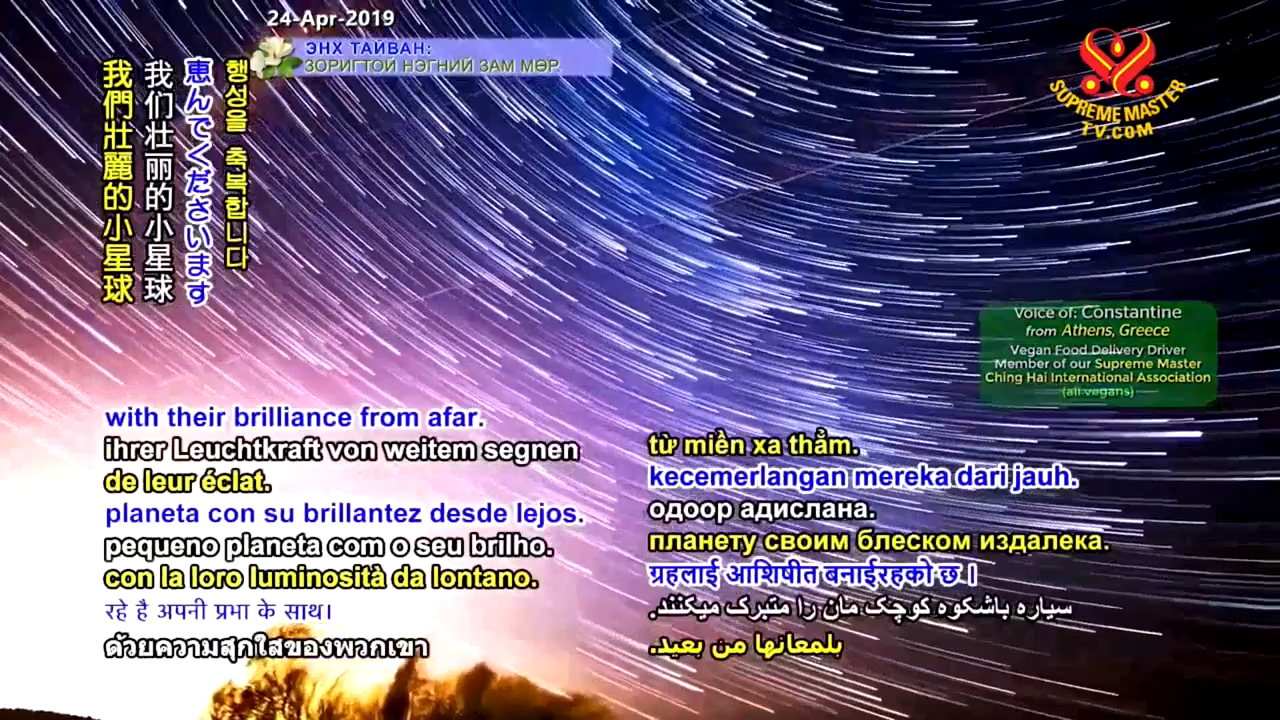 24-Apr-2019
ЭНХ ТАЙВАН:
ЗОРИГТОЙ НЭГНИЙ ЗАМ МӨР
SUPREME MASTER
TV.COM
행성을 축복합니다
恵んでくださいます
我们壮丽的小星球
我們壯麗的小星球
Voice of: Constantine
from Athens, Greece
Vegan Food Delivery Driver
Member of our Supreme Master
Ching Hai International Association
(all vegans)
with their brilliance from afar.
ihrer Leuchtkraft von weitem segnen
de leur éclat.
planeta con su brillantez desde lejos.
pequeno planeta com o seu brilho.
con la loro luminosità da lontano.
रहे है अपनी प्रभा के साथ।
ด้วยความสุกใสของพวกเขา
từ miền xa thẳm.
kecemerlangan mereka dari jauh.
одоор адислана.
планету своим блеском издалека.
ग्रहलाई आशिषीत बनाईरहको छ ।
سیاره باشکوه کوچک مان را متبرک میکنند.
بلمعانها من بعيد.